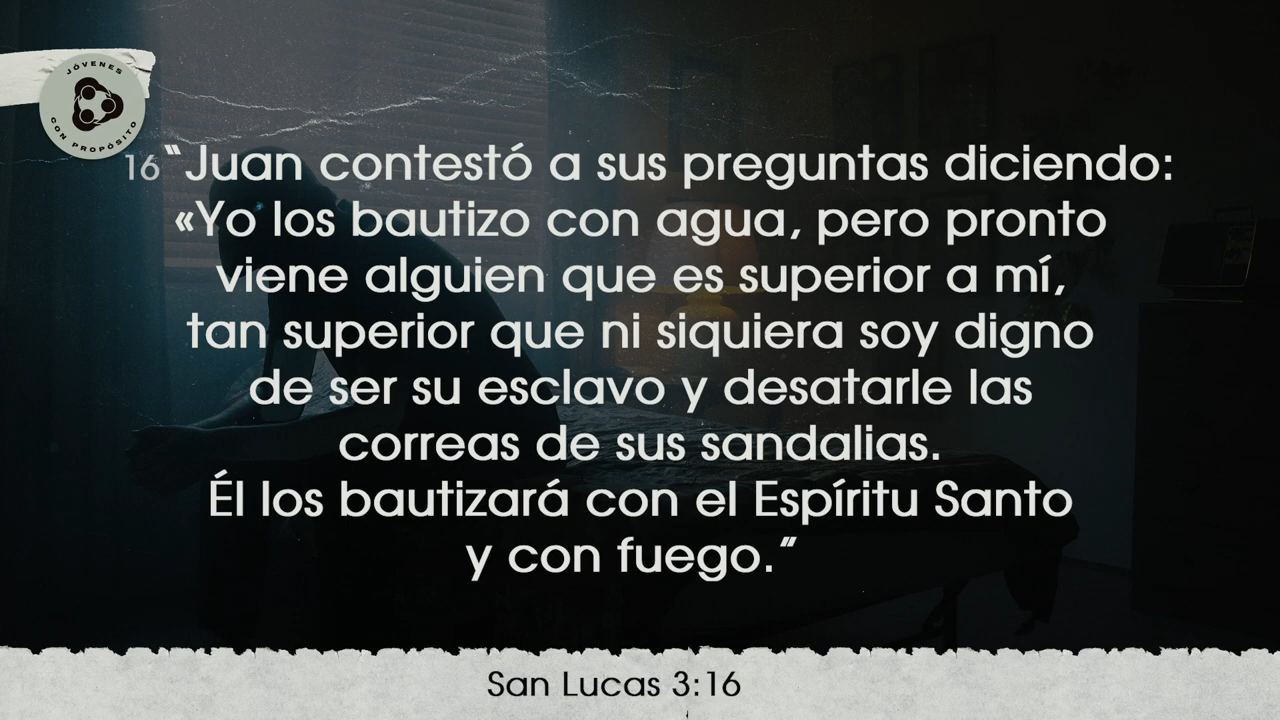 JÓVENES
CON PROPÓSITO
16 “Juan contestó a sus preguntas diciendo:
«Yo los bautizo con agua, pero pronto
viene alguien que es superior a mí,
tan superior que ni siquiera soy digno
de ser su esclavo y desatarle las
correas de sus sandalias.
Él los bautizará con el Espíritu Santo
y con fuego.”
San Lucas 3:16